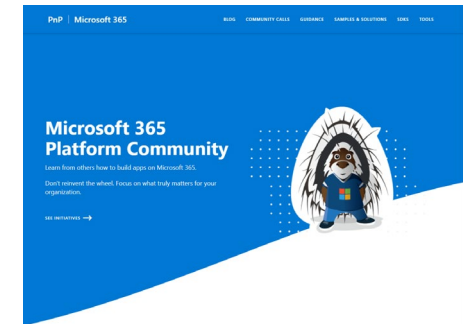 PnP | Microsoft 365
BLOG COMMUNITY CALLS GUIDANCE SAMPLES & SOLUTIONS SDKS TOOLS
Microsoft 365
Platform Community
Learn from others how to build apps on Microsoft 365.
Don't reinvent the wheel. Focus on what truly matters for your
organization.
SEE INITIATIVES →